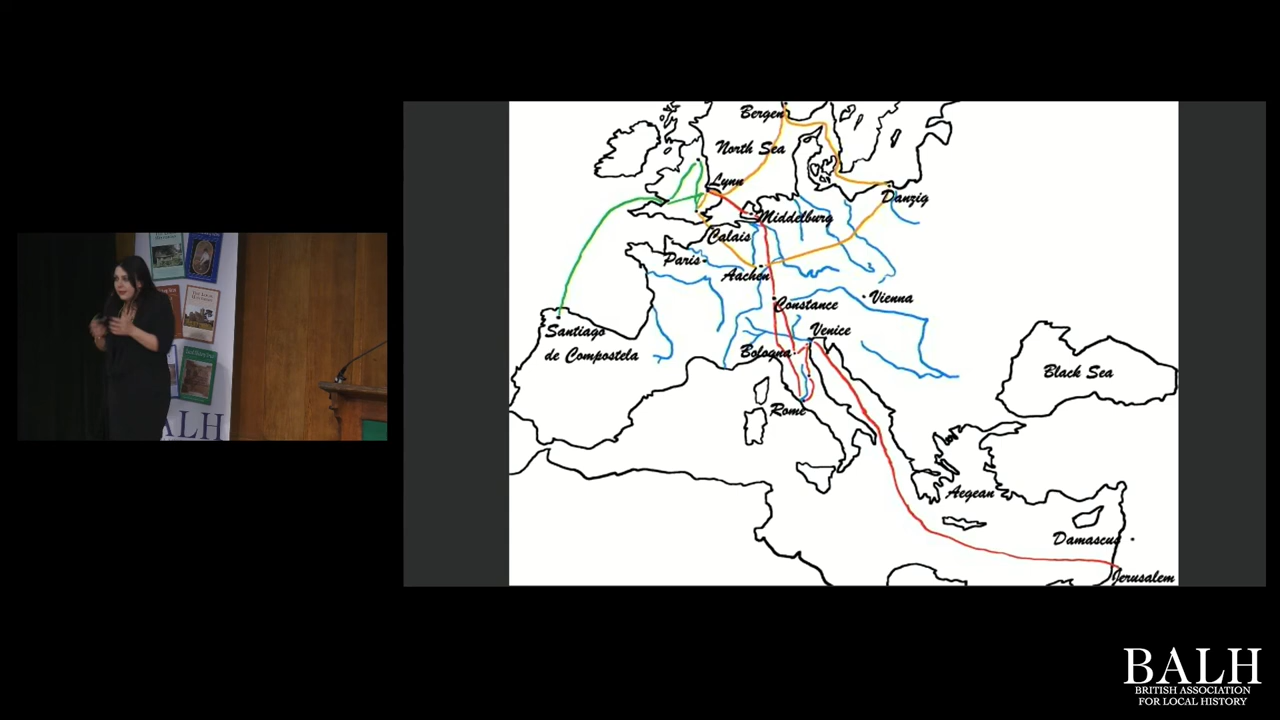 Bergen
North Sea
Lynn
Danzig
Middelburg
Calais
Paris
Aachen
Constance
Vienna
Santiago
de Compostela
Venice
Bologna
Rome
Black Sea
Aegean
Damascus
Jerusalem
ALH
BALH
BRITISH ASSOCIATION
FOR LOCAL HISTORY